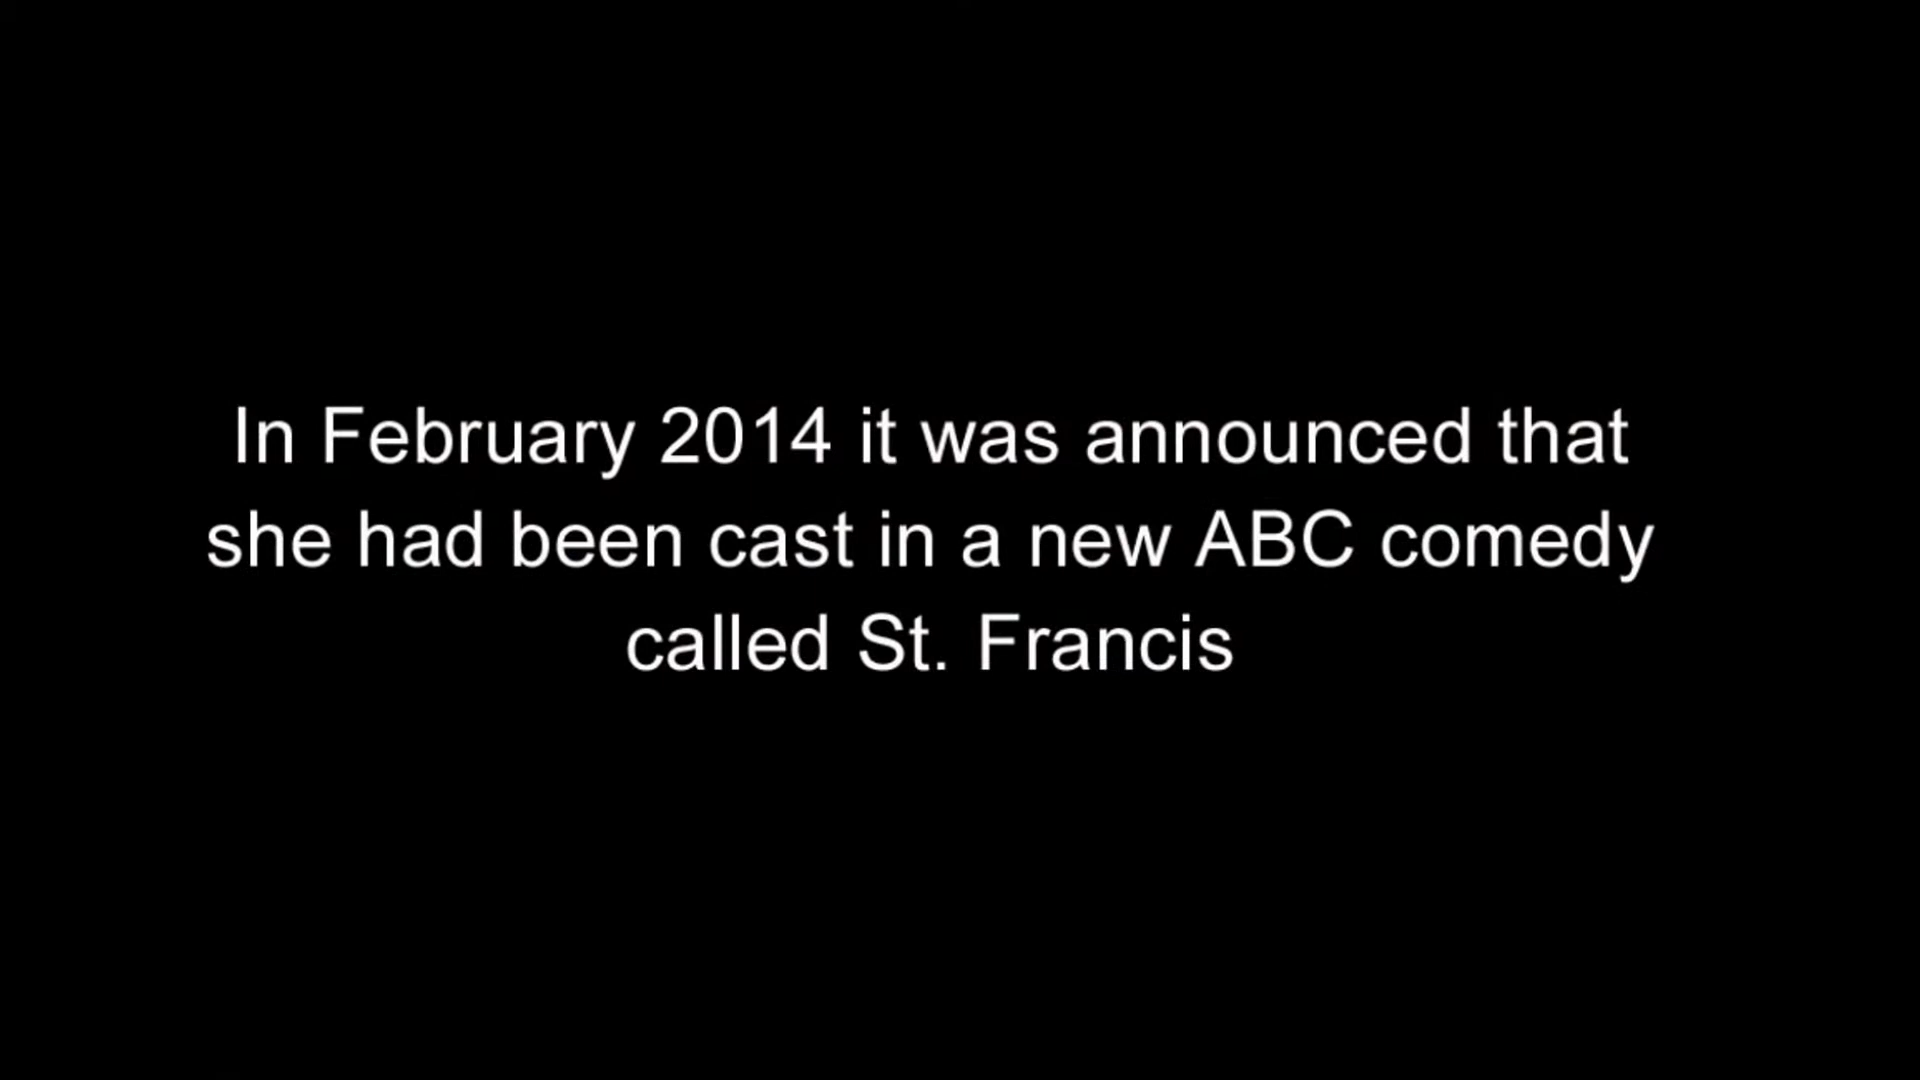 In February 2014 it was announced that
she had been cast in a new ABC comedy
called St. Francis